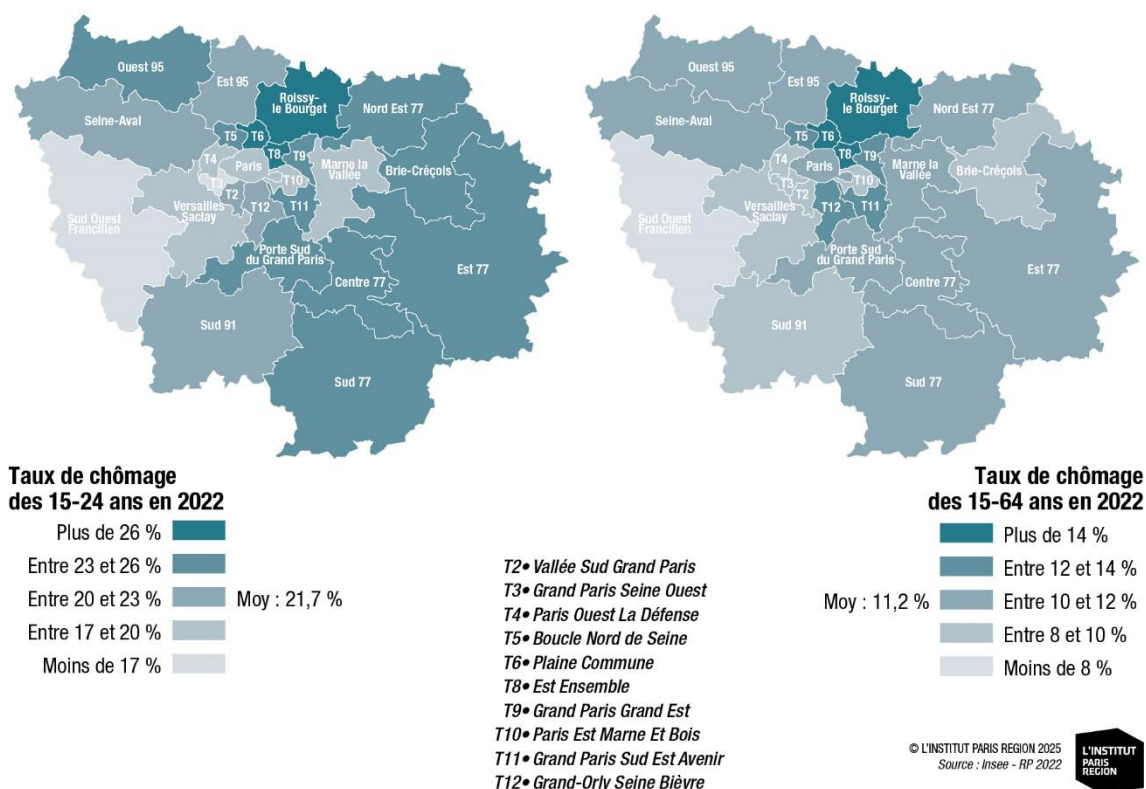 Ouest 95
Est 95
Roissy-
le Bourget
Nord Est 77
Seine-Aval
T5
T6
T4
Paris
T8
T9
Marne la
Vallée
Brie-Créçois
T3
T2
T10
Versailles
Saclay
T12
T11
Sud Ouest
Francilien
Porte Sud
du Grand Paris
Est 77
Centre 77
Sud 91
Sud 77
Ouest 95
Est 95
Roissy-
le Bourget
Nord Est 77
Seine-Aval
T5
T6
T4
Paris
T8
T9
Marne la
Vallée
Brie-Créçois
T3
T2
T10
Versailles
Saclay
T12
T11
Sud Ouest
Francilien
Porte Sud
du Grand Paris
Est 77
Centre 77
Sud 91
Sud 77
Taux de chômage
des 15-24 ans en 2022
Plus de 26 %
Entre 23 et 26 %
Entre 20 et 23 % Moy : 21,7 %
Entre 17 et 20 %
Moins de 17 %
T2• Vallée Sud Grand Paris
T3• Grand Paris Seine Ouest
T4• Paris Ouest La Défense
T5• Boucle Nord de Seine
T6• Plaine Commune
T8• Est Ensemble
T9• Grand Paris Grand Est
T10• Paris Est Marne Et Bois
T11• Grand Paris Sud Est Avenir
T12• Grand-Orly Seine Bièvre
Taux de chômage
des 15-64 ans en 2022
Plus de 14 %
Entre 12 et 14 %
Moy : 11,2 % Entre 10 et 12 %
Entre 8 et 10 %
Moins de 8 %
© L'INSTITUT PARIS REGION 2025
Source : Insee - RP 2022
L'INSTITUT
PARIS
REGION